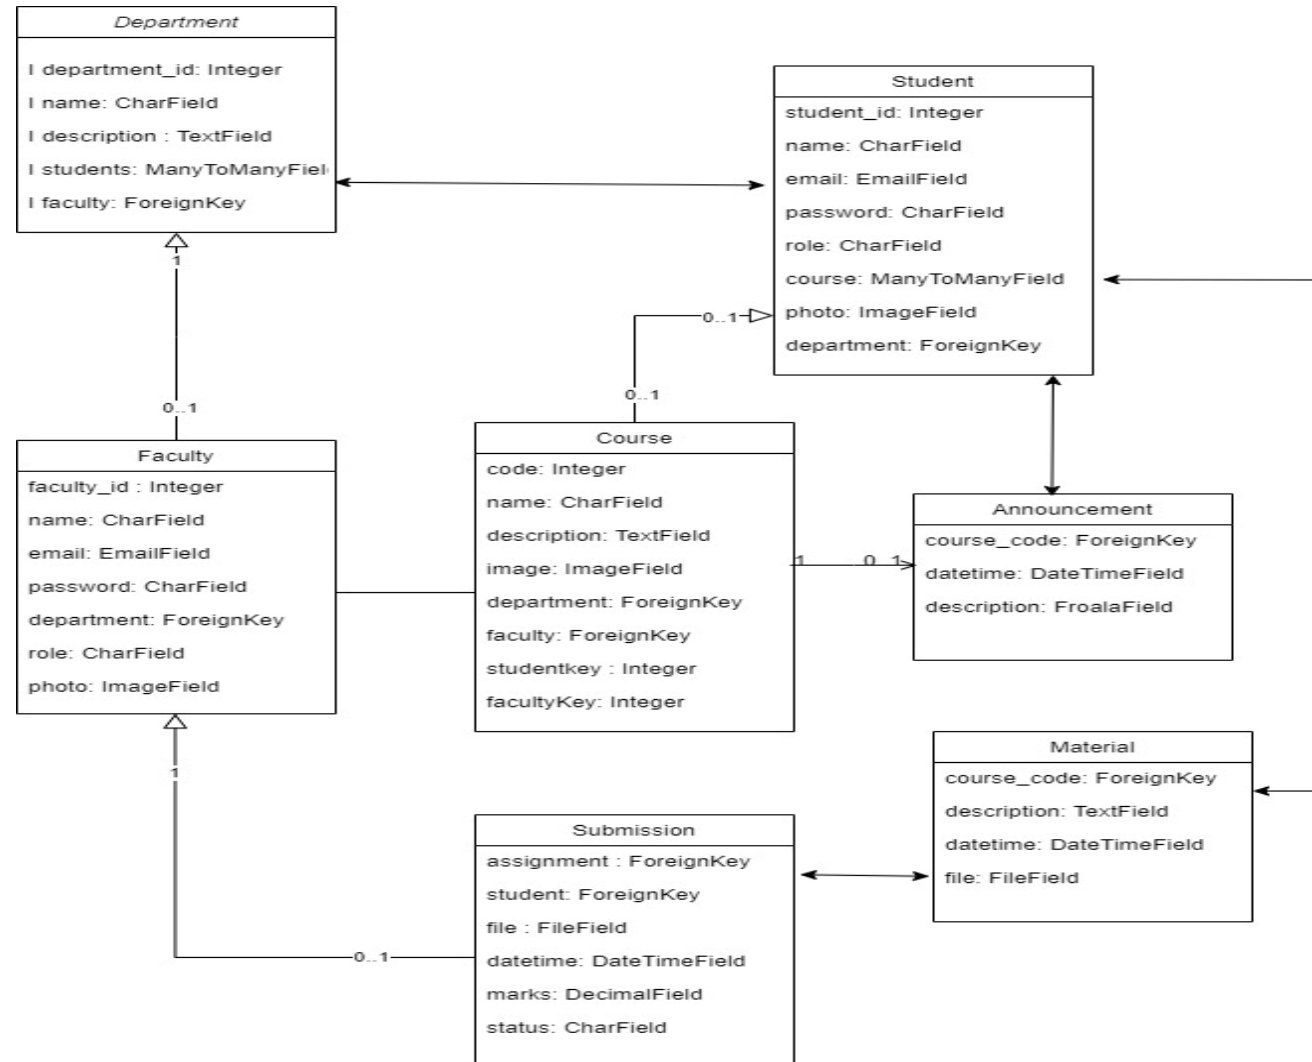 Department
I department_id: Integer
I name: CharField
I description : TextField
I students: ManyToManyFiel
I faculty: ForeignKey
Student
student_id: Integer
name: CharField
email: EmailField
password: CharField
role: CharField
course: ManyToManyField
photo: ImageField
department: ForeignKey
1
0..1
0..1
0..1
Faculty
faculty_id : Integer
name: CharField
email: EmailField
password: CharField
department: ForeignKey
role: CharField
photo: ImageField
Course
code: Integer
name: CharField
description: TextField
image: ImageField
department: ForeignKey
faculty: ForeignKey
studentkey : Integer
facultyKey: Integer
1
0..1
Announcement
course_code: ForeignKey
datetime: DateTimeField
description: FroalaField
Material
course_code: ForeignKey
description: TextField
datetime: DateTimeField
file: FileField
1
0..1
Submission
assignment : ForeignKey
student: ForeignKey
file : FileField
datetime: DateTimeField
marks: DecimalField
status: CharField